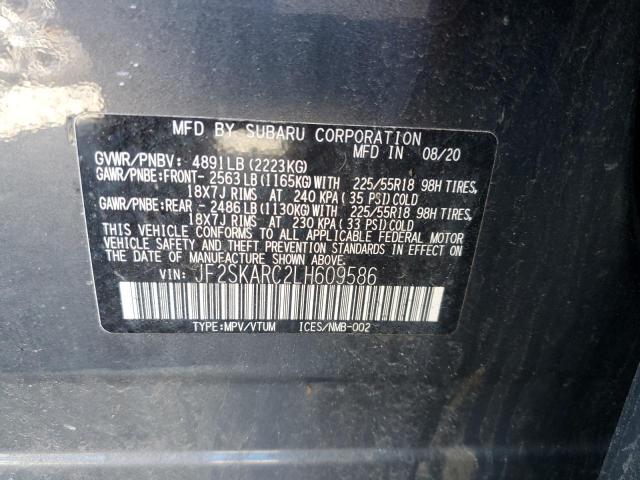 MFD BY SUBARU CORPORATION
MFD IN 08/20
GVWR/PNBV: 4891LB (2223KG)
GAWR/PNBE:FRONT- 2563LB (1165KG)WITH 225/55R18 98H TIRES,
18X7J RIMS AT 240 KPA (35 PSI)COLD
GAWR/PNBE:REAR - 2486LB (1130KG)WITH 225/55R18 98H TIRES,
18X7J RIMS AT 230 KPA (33 PSI)COLD
THIS VEHICLE CONFORMS TO ALL APPLICABLE FEDERAL MOTOR
VEHICLE SAFETY AND THEFT PREVENTION STANDARDS IN EFFECT ON
THE DATE OF MANUFACTURE SHOWN ABOVE.
VIN: JF2SKARC2LH609586
TYPE:MPV/VTUM ICES/NMB-002